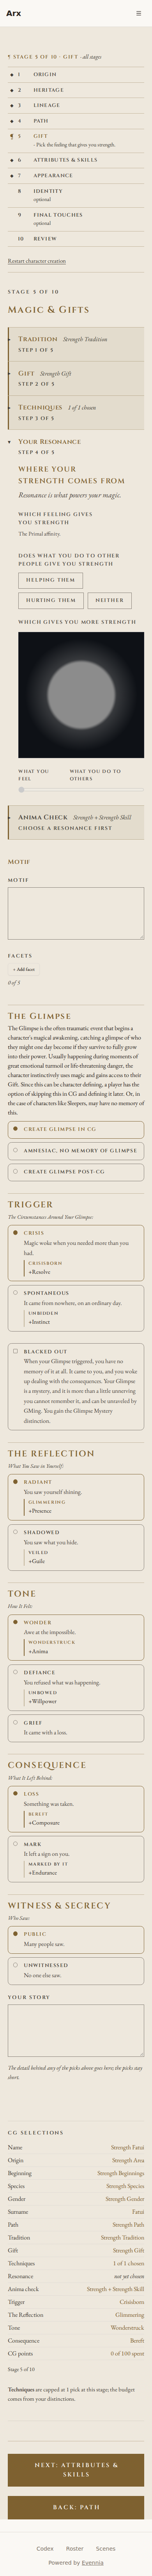 Arx
☰
¶ STAGE 5 OF 10 · GIFT · all stages
1 ORIGIN
2 HERITAGE
3 LINEAGE
4 PATH
¶ 5 GIFT
· Pick the fading that gives you strength.
6 ATTRIBUTES & SKILLS
7 APPEARANCE
8 IDENTITY
optional
9 FINAL TOUCHES
optional
10 REVIEW
Restart character creation
STAGE 5 OF 10
MAGIC & GIFTS
TRADITION Strength Tradition
STEP 1 OF 5
GIFT Strength Gift
STEP 2 OF 5
TECHNIQUES 1 of 1 chosen
STEP 3 OF 5
YOUR RESONANCE
STEP 4 OF 5
WHERE YOUR
STRENGTH COMES FROM
Resonance is what powers your magic.
WHICH FEELING GIVES
YOU STRENGTH
The Primal affinity.
DOES WHAT YOU DO TO OTHER
PEOPLE GIVE YOU STRENGTH
HELPING THEM
HURTING THEM
NEITHER
WHICH GIVES YOU MORE STRENGTH
WHAT YOU
FEEL
WHAT YOU DO TO
OTHERS
ANIMA CHECK Strength + Strength Skill
CHOOSE A RESONANCE FIRST
MOTIF
MOTIF
FACETS
+ Add facet
0 of 5
THE GLIMPSE
The Glimpse is the often traumatic event that begins a
character's magical awakening, catching a glimpse of who
they might one day become if they survive to fully grow
into their power. Usually happening during moments of
great emotional turmoil or life-threatening danger, their
instincts unconsciously tug magic and gain access to their
Gift. Since this can be character defining, a player has the
option of skipping this in CG and defining it later. Or, in
the case of characters like Sleepers, may have no memory of
this.
CREATE GLIMPSE IN CG
AMNESIAC, NO MEMORY OF GLIMPSE
CREATE GLIMPSE POST-CG
TRIGGER
The Circumstances Around Your Glimpse:
CRISIS
Magic woke when you needed more than you
had.
CRISISBORN
+Resolve
SPONTANEOUS
It came from nowhere, on an ordinary day.
UNBIDDEN
+Instinct
BLACKED OUT
When your Glimpse triggered, you have no
memory of it at all. It came to you, and you woke
up dealing with the consequences. Your Glimpse
is a mystery, and it is more than a little unnerving
you cannot remember it, and can be unraveled by
GMing. You gain the Glimpse Mystery
distinction.
THE REFLECTION
What You Saw in Yourself:
RADIANT
You saw yourself shining.
GLIMMERING
+Presence
SHADOWED
You saw what you hide.
VEILED
+Guile
TONE
How It Felt:
WONDER
Awe at the impossible.
WONDERSTRUCK
+Anima
DEFIANCE
You refused what was happening.
UNBOWED
+Willpower
GRIEF
It came with a loss.
CONSEQUENCE
What It Left Behind:
LOSS
Something was taken.
BEREFT
+Composure
MARK
It left a sign on you.
MARKED BY IT
+Endurance
WITNESS & SECRECY
Who Saw:
PUBLIC
Many people saw.
UNWITNESSED
No one else saw.
YOUR STORY
The detail behind any of the picks above goes here; the picks stay
short.
CG SELECTIONS
Name Strength Fatui
Origin Strength Area
Beginning Strength Beginnings
Species Strength Species
Gender Strength Gender
Surname Fatui
Path Strength Path
Tradition Strength Tradition
Gift Strength Gift
Techniques 1 of 1 chosen
Resonance not yet chosen
Anima check Strength + Strength Skill
Trigger Crisisborn
The Reflection Glimmering
Tone Wonderstruck
Consequence Bereft
CG points 0 of 100 spent
Stage 5 of 10
Techniques are capped at 1 pick at this stage; the budget
comes from your distinctions.
NEXT: ATTRIBUTES &
SKILLS
BACK: PATH
Codex Roster Scenes
Powered by Evennia